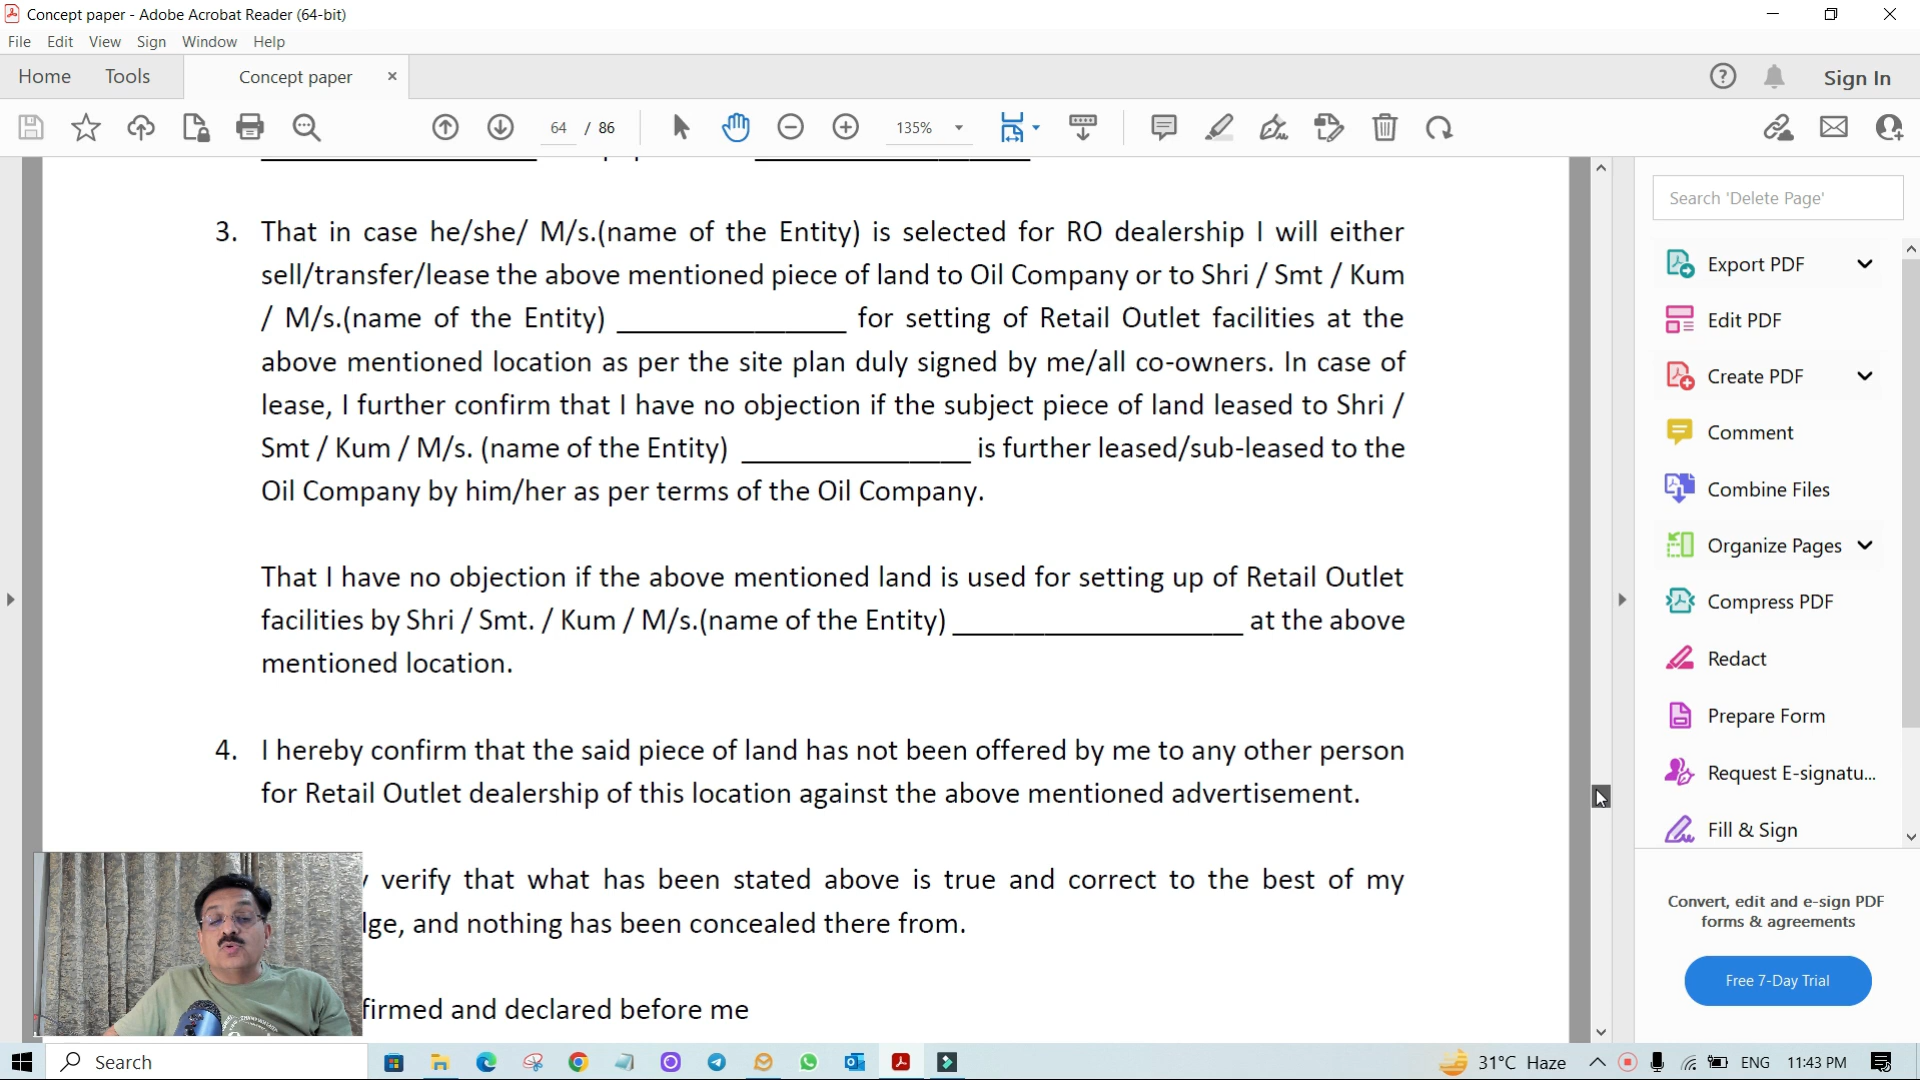 Concept paper - Adobe Acrobat Reader (64-bit)
File Edit View Sign Window Help
Home Tools Concept paper × Sign In
64 / 86 135%
3. That in case he/she/ M/s.(name of the Entity) is selected for RO dealership I will either
sell/transfer/lease the above mentioned piece of land to Oil Company or to Shri / Smt / Kum
/ M/s.(name of the Entity) _______________ for setting of Retail Outlet facilities at the
above mentioned location as per the site plan duly signed by me/all co-owners. In case of
lease, I further confirm that I have no objection if the subject piece of land leased to Shri /
Smt / Kum / M/s. (name of the Entity) _______________ is further leased/sub-leased to the
Oil Company by him/her as per terms of the Oil Company.
That I have no objection if the above mentioned land is used for setting up of Retail Outlet
facilities by Shri / Smt. / Kum / M/s.(name of the Entity) ___________________ at the above
mentioned location.
4. I hereby confirm that the said piece of land has not been offered by me to any other person
for Retail Outlet dealership of this location against the above mentioned advertisement.
verify that what has been stated above is true and correct to the best of my
lge, and nothing has been concealed there from.
firmed and declared before me
Search 'Delete Page'
Export PDF
Edit PDF
Create PDF
Comment
Combine Files
Organize Pages
Compress PDF
Redact
Prepare Form
Request E-signatu...
Fill & Sign
Convert, edit and e-sign PDF
forms & agreements
Free 7-Day Trial
Search 31°C Haze ENG 11:43 PM